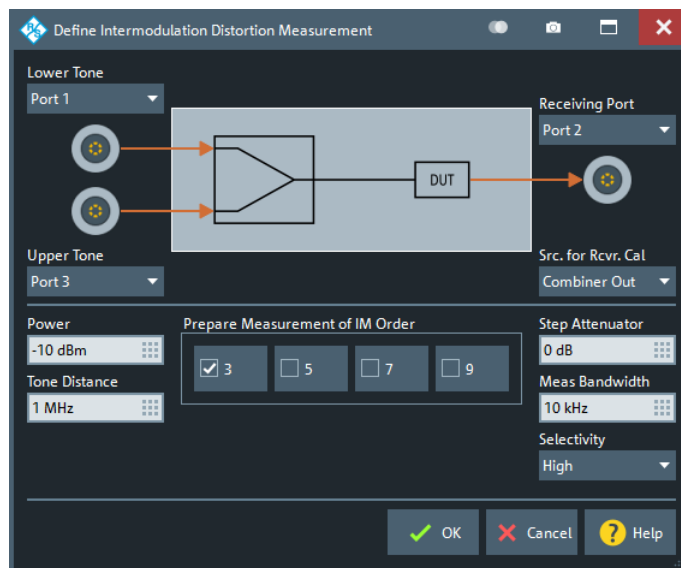 Define Intermodulation Distortion Measurement
Lower Tone
Port 1
Receiving Port
Port 2
DUT
Upper Tone
Port 3
Src. for Rcvr. Cal
Combiner Out
Power
-10 dBm
Prepare Measurement of IM Order
3
5
7
9
Step Attenuator
0 dB
Tone Distance
1 MHz
Meas Bandwidth
10 kHz
Selectivity
High
OK
Cancel
? Help